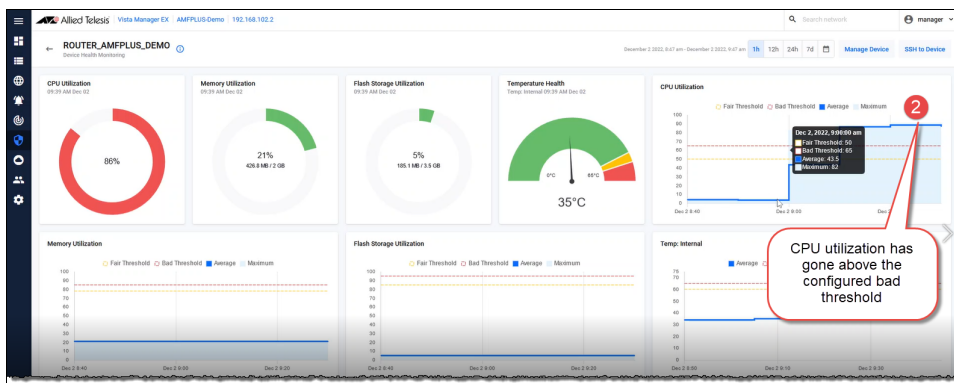 Allied Telesis Vista Manager EX AMFPLUS-Demo 192.168.102.2 Search network manager
ROUTER_AMFPLUS_DEMO
Device Health Monitoring
December 2 2022, 8:47 am - December 2 2022, 9:47 am 1h 12h 24h 7d Manage Device SSH to Device
CPU Utilization
09:39 AM Dec 02
86%
Memory Utilization
09:39 AM Dec 02
21%
426.8 MB / 2 GB
Flash Storage Utilization
09:39 AM Dec 02
5%
185.1 MB / 3.5 GB
Temperature Health
Temp: Internal 09:39 AM Dec 02
0°C 65°C
35°C
CPU Utilization
Fair Threshold Bad Threshold Average Maximum
2
100
90
80
70
60
50
40
30
20
10
0
Dec 2 8:40 Dec 2 9:00 Dec 2
Dec 2, 2022, 9:00:00 am
Fair Threshold: 50
Bad Threshold: 65
Average: 43.5
Maximum: 82
CPU utilization has
gone above the
configured bad
threshold
Memory Utilization
Fair Threshold Bad Threshold Average Maximum
100
90
80
70
60
50
40
30
20
10
0
Dec 2 8:40 Dec 2 9:00 Dec 2 9:20
Flash Storage Utilization
Fair Threshold Bad Threshold Average Maximum
100
90
80
70
60
50
40
30
20
10
0
Dec 2 8:40 Dec 2 9:00 Dec 2 9:20
Temp: Internal
Average
70
60
50
40
30
20
10
0
Dec 2 8:50 Dec 2 9:10 Dec 2 9:30